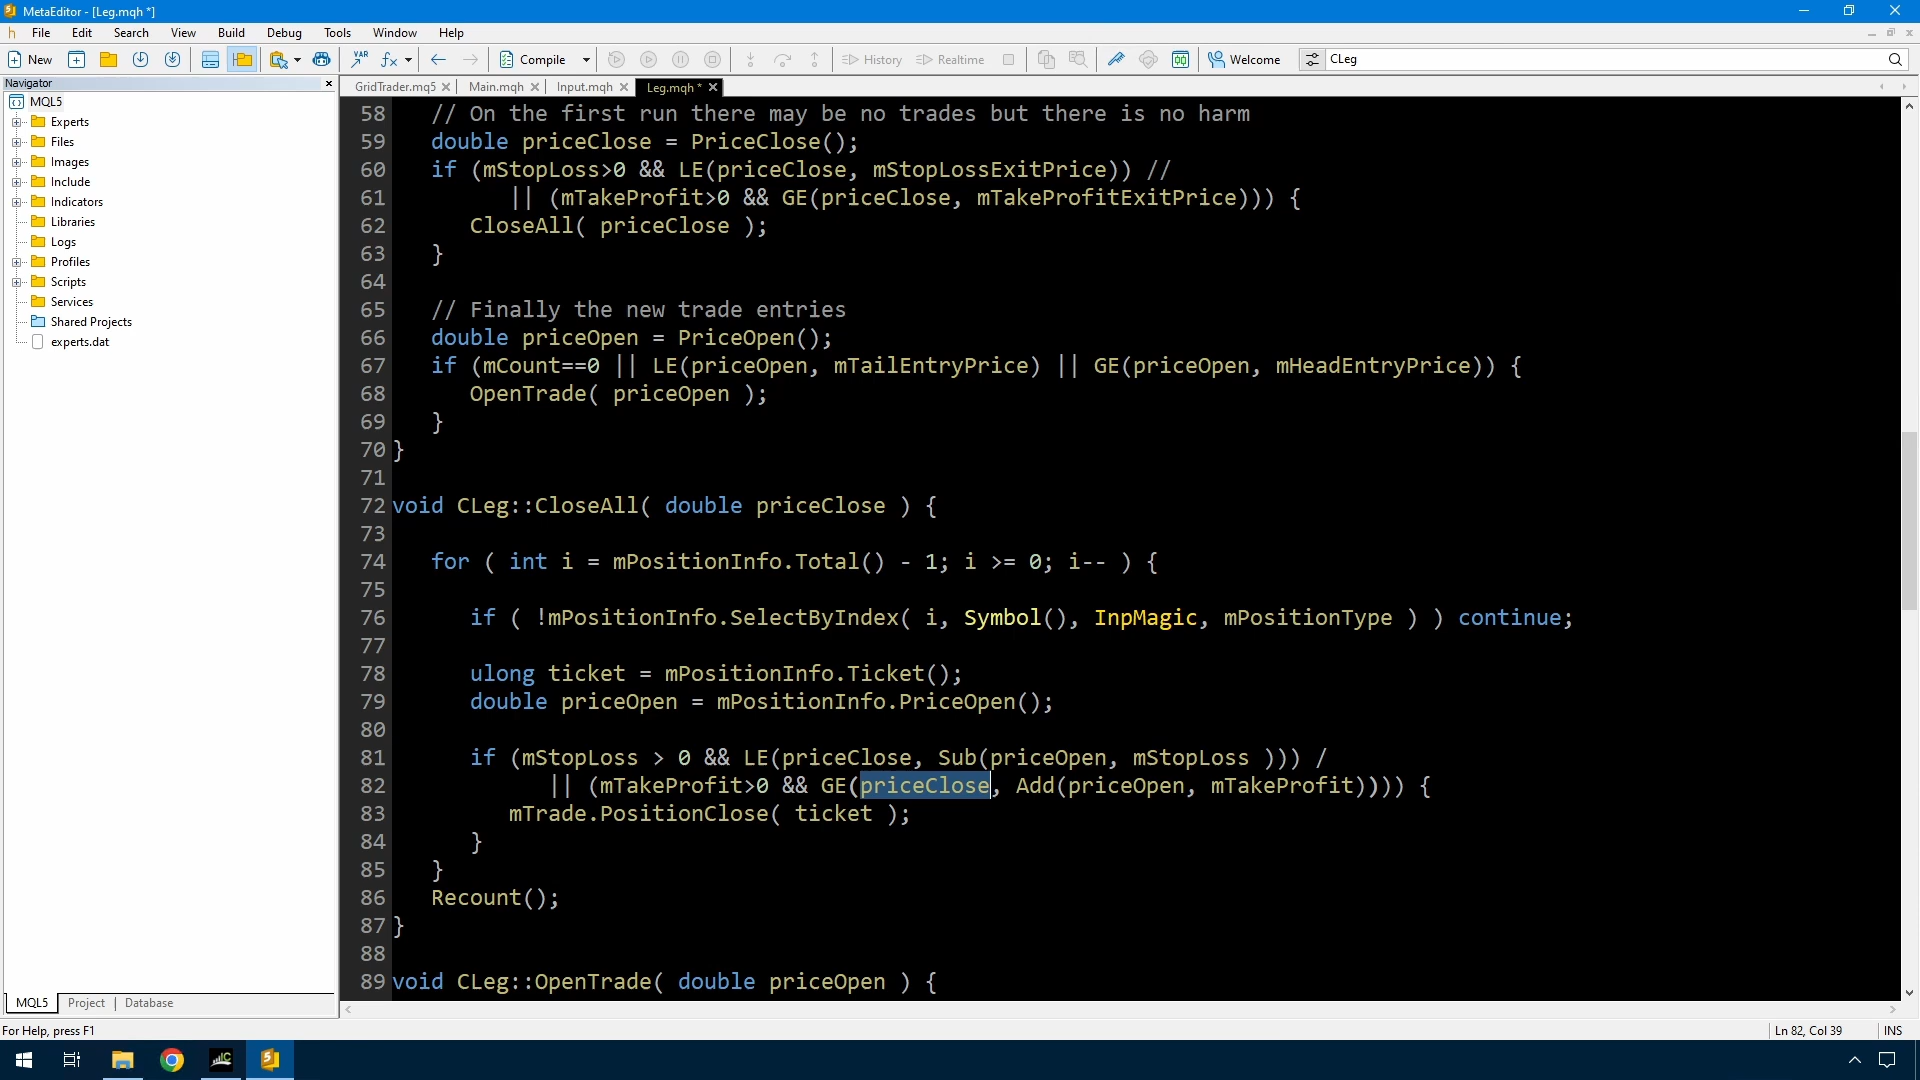 MetaEditor - [Leg.mqh *]
File Edit Search View Build Debug Tools Window Help
New VAR fx Compile History Realtime Welcome CLeg
Navigator
GridTrader.mq5 Main.mqh Input.mqh Leg.mqh *
MQL5
Experts
Files
Images
Include
Indicators
Libraries
Logs
Profiles
Scripts
Services
Shared Projects
experts.dat
58 // On the first run there may be no trades but there is no harm
59 double priceClose = PriceClose();
60 if (mStopLoss>0 && LE(priceClose, mStopLossExitPrice)) //
61 || (mTakeProfit>0 && GE(priceClose, mTakeProfitExitPrice))) {
62 CloseAll( priceClose );
63 }
64
65 // Finally the new trade entries
66 double priceOpen = PriceOpen();
67 if (mCount==0 || LE(priceOpen, mTailEntryPrice) || GE(priceOpen, mHeadEntryPrice)) {
68 OpenTrade( priceOpen );
69 }
70 }
71
72 void CLeg::CloseAll( double priceClose ) {
73
74 for ( int i = mPositionInfo.Total() - 1; i >= 0; i-- ) {
75
76 if ( !mPositionInfo.SelectByIndex( i, Symbol(), InpMagic, mPositionType ) ) continue;
77
78 ulong ticket = mPositionInfo.Ticket();
79 double priceOpen = mPositionInfo.PriceOpen();
80
81 if (mStopLoss > 0 && LE(priceClose, Sub(priceOpen, mStopLoss ))) /
82 || (mTakeProfit>0 && GE(priceClose, Add(priceOpen, mTakeProfit)))) {
83 mTrade.PositionClose( ticket );
84 }
85 }
86 Recount();
87 }
88
89 void CLeg::OpenTrade( double priceOpen ) {
MQL5 Project | Database
For Help, press F1
Ln 82, Col 39 INS